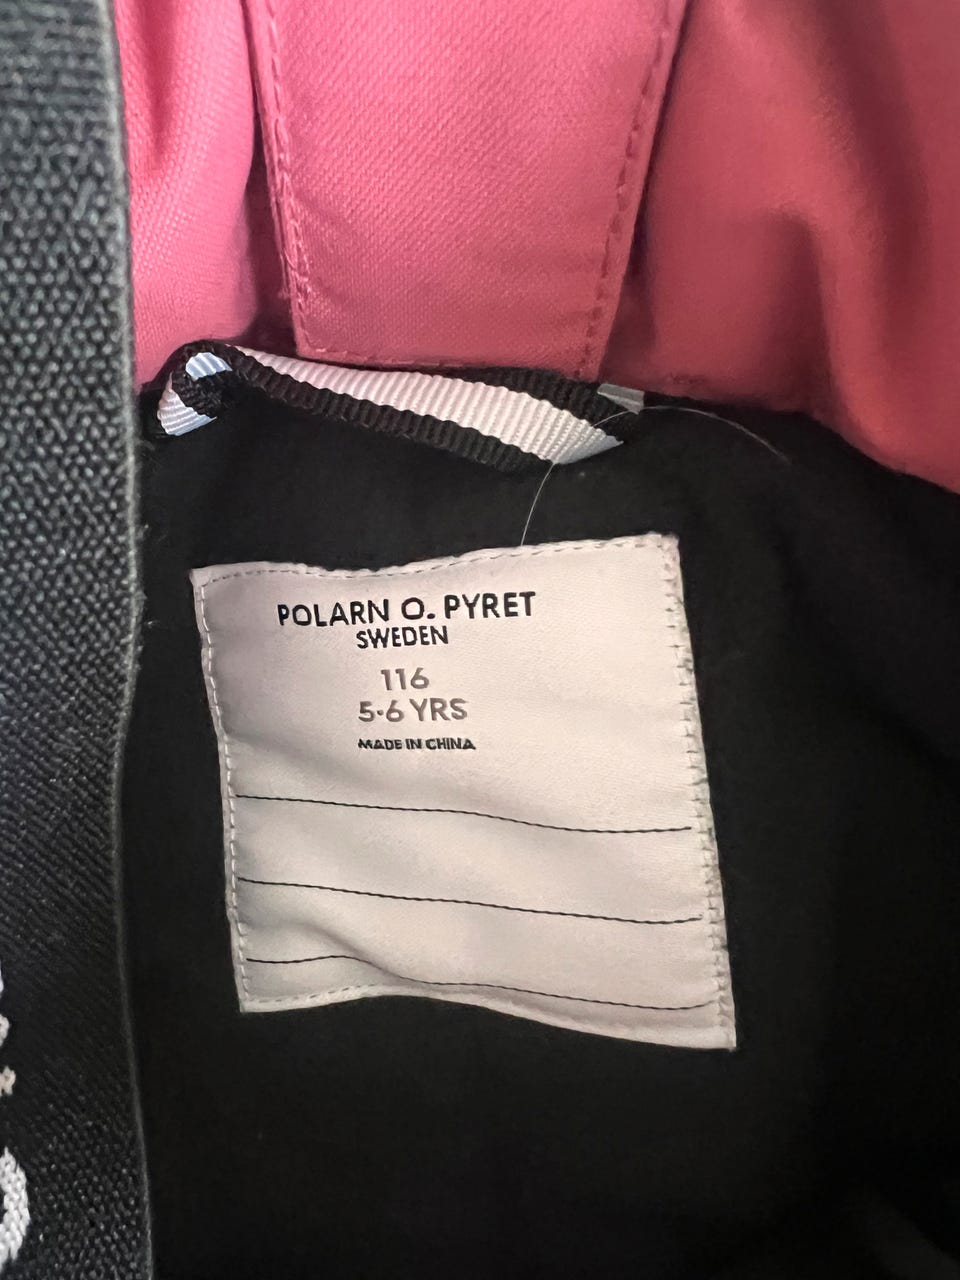 POLARN O. PYRET
SWEDEN
116
5-6 YRS
MADE IN CHINA